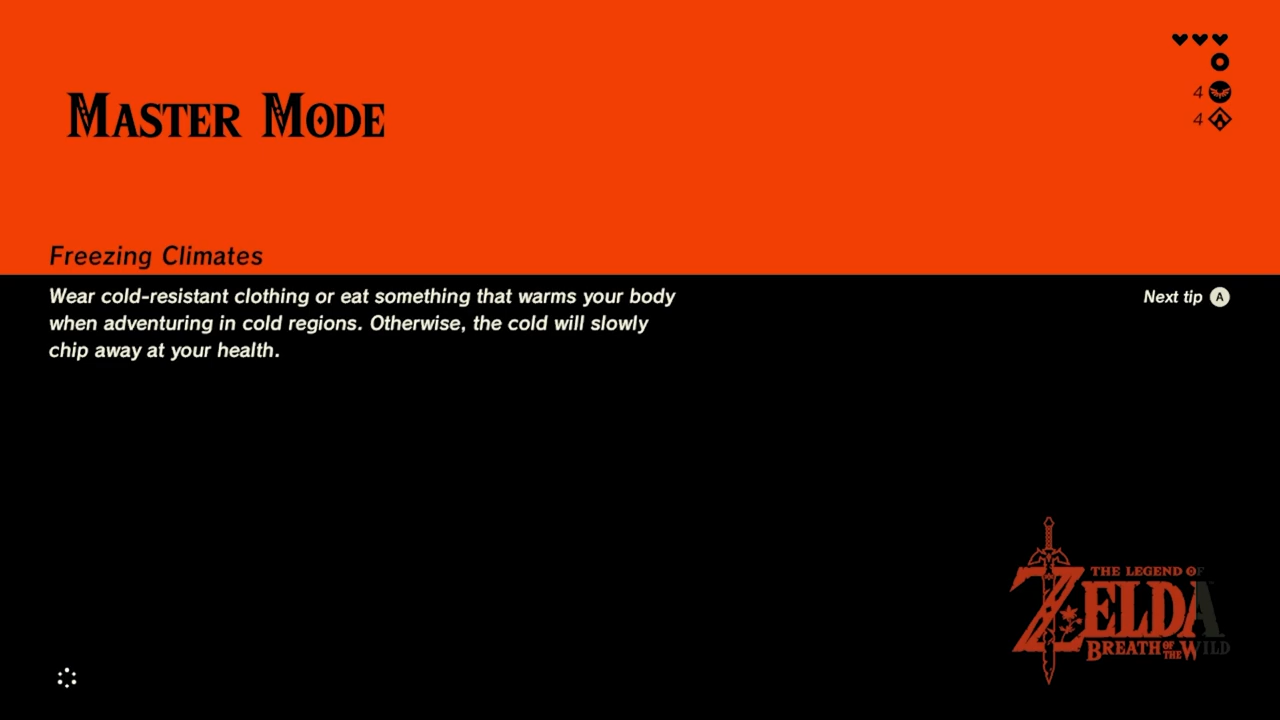 MASTER MODE
4
4
Freezing Climates
Wear cold-resistant clothing or eat something that warms your body
when adventuring in cold regions. Otherwise, the cold will slowly
chip away at your health.
Next tip A
THE LEGEND OF
ZELDA
BREATH OF THE WILD